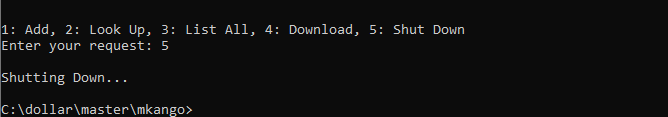 1: Add, 2: Look Up, 3: List All, 4: Download, 5: Shut Down
Enter your request: 5
Shutting Down...
C:\dollar\master\mkango>